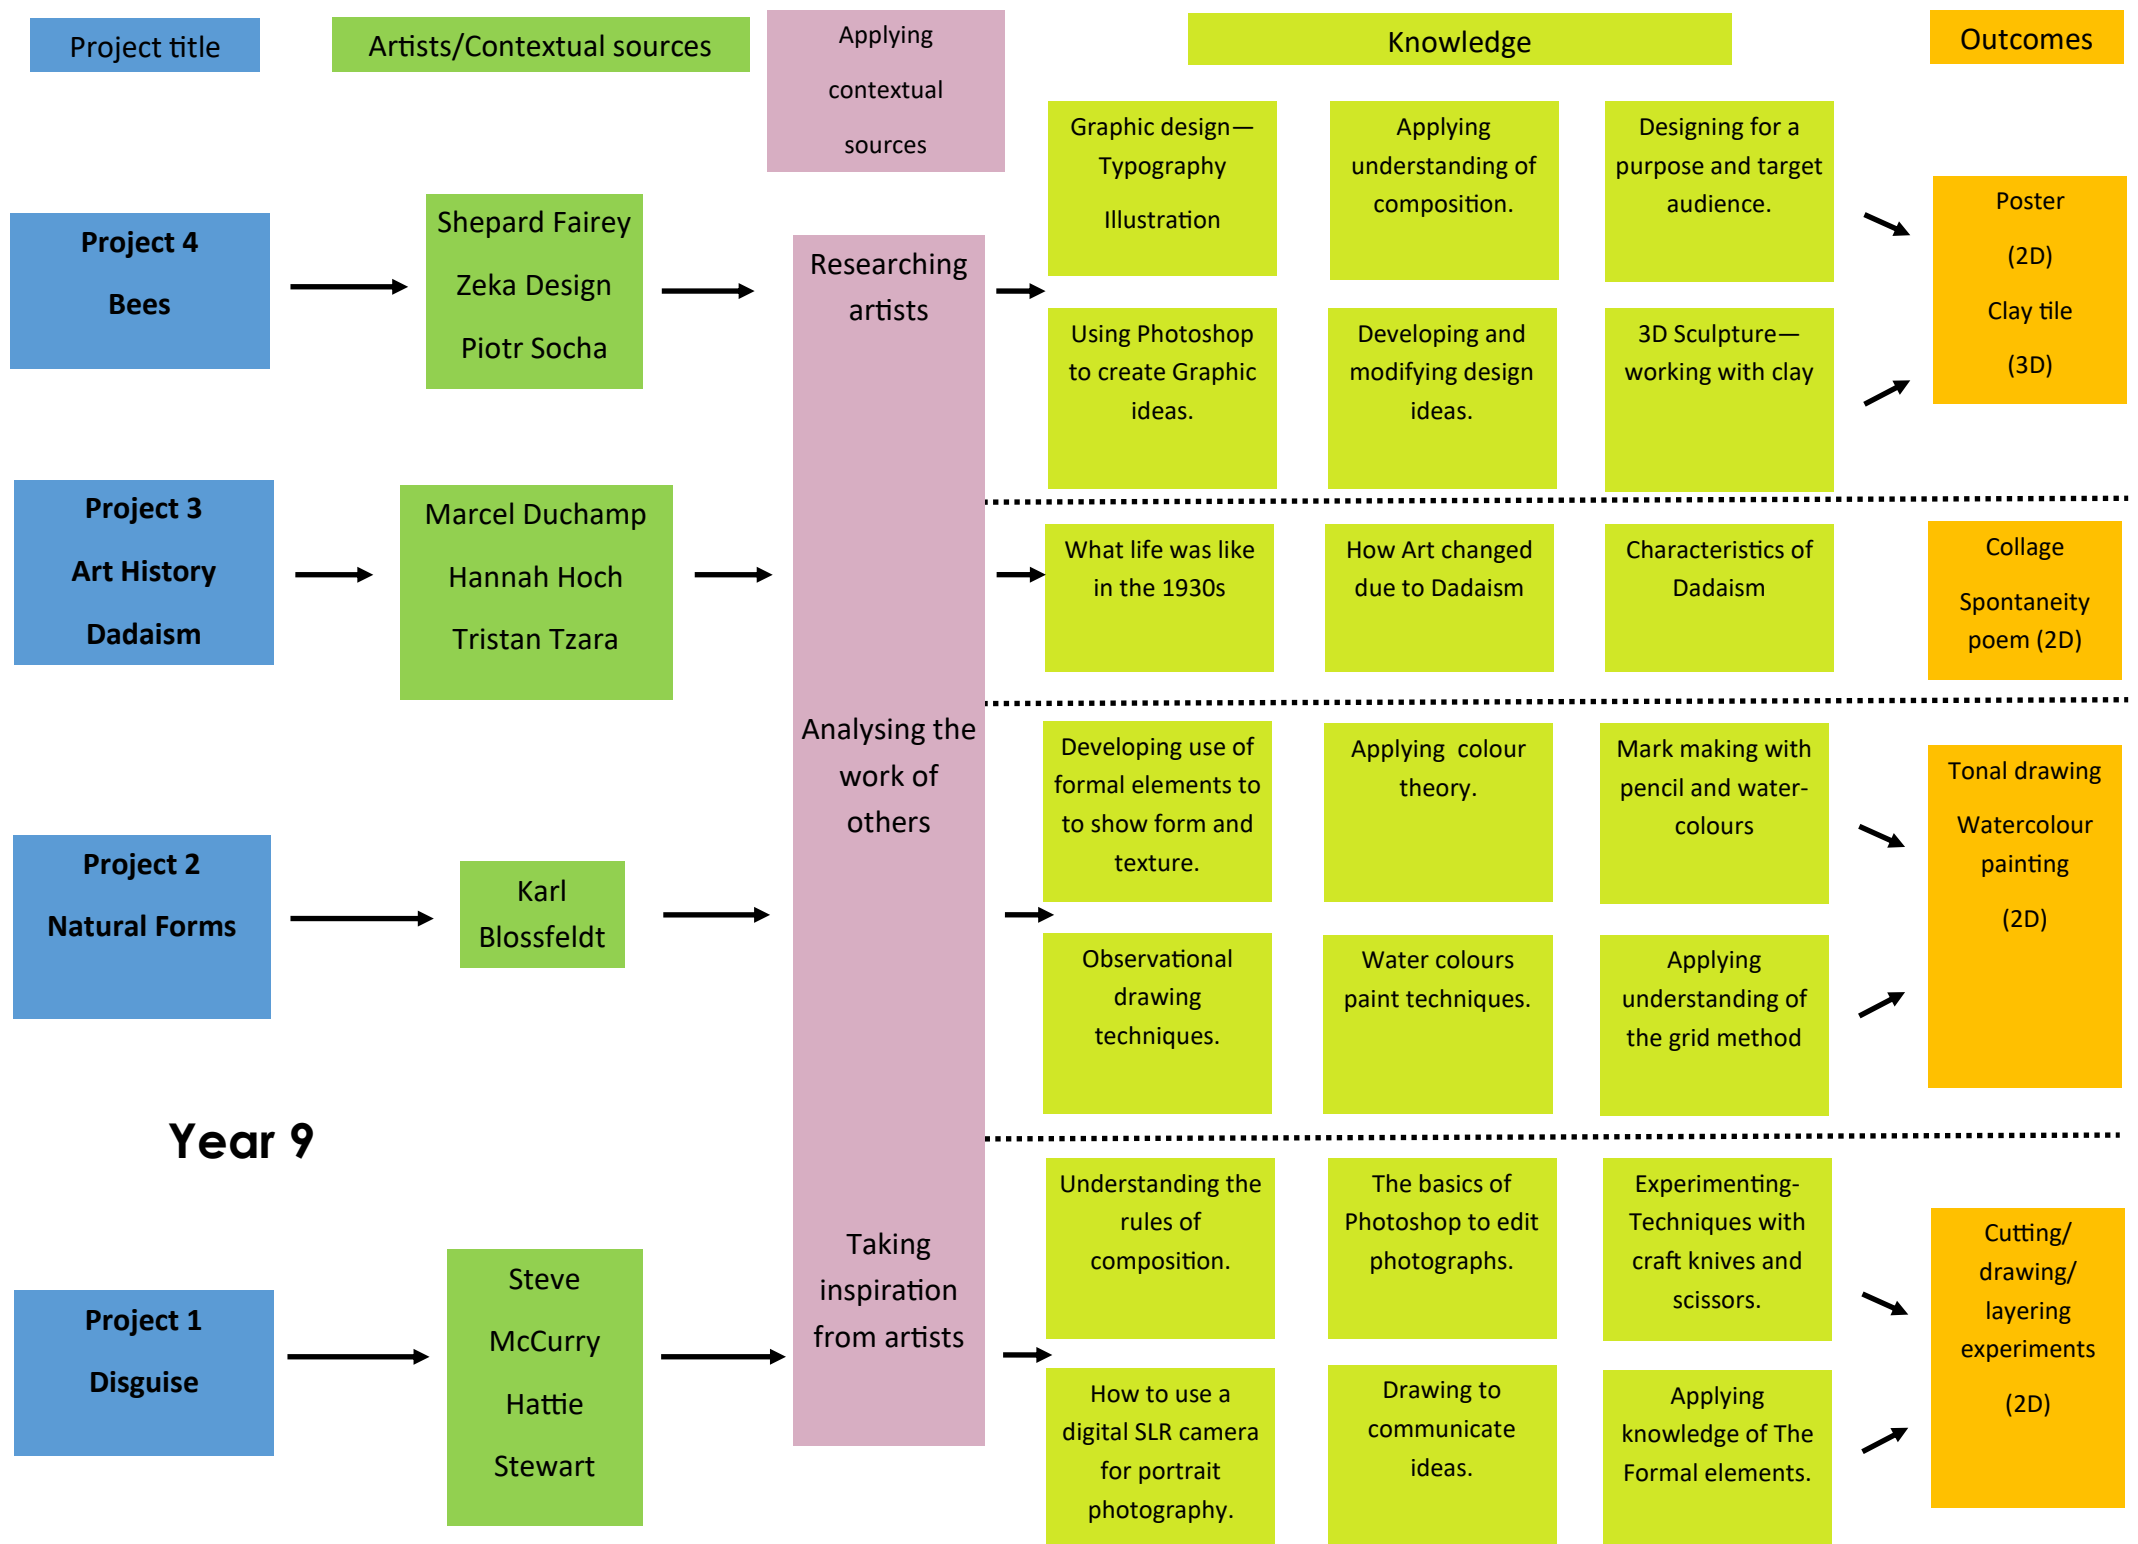 Project title
Artists/Contextual sources
Applying
contextual
sources
Knowledge
Outcomes
Project 4
Bees
Shepard Fairey
Zeka Design
Piotr Socha
Researching
artists
Graphic design—
Typography
Illustration
Applying
understanding of
composition.
Designing for a
purpose and target
audience.
Using Photoshop
to create Graphic
ideas.
Developing and
modifying design
ideas.
3D Sculpture—
working with clay
Poster
(2D)
Clay tile
(3D)
Project 3
Art History
Dadaism
Marcel Duchamp
Hannah Hoch
Tristan Tzara
What life was like
in the 1930s
How Art changed
due to Dadaism
Characteristics of
Dadaism
Collage
Spontaneity
poem (2D)
Analysing the
work of
others
Project 2
Natural Forms
Karl
Blossfeldt
Developing use of
formal elements to
to show form and
texture.
Applying  colour
theory.
Mark making with
pencil and water-
colours
Observational
drawing
techniques.
Water colours
paint techniques.
Applying
understanding of
the grid method
Tonal drawing
Watercolour
painting
(2D)
Year 9
Taking
inspiration
from artists
Project 1
Disguise
Steve
McCurry
Hattie
Stewart
Understanding the
rules of
composition.
The basics of
Photoshop to edit
photographs.
Experimenting-
Techniques with
craft knives and
scissors.
How to use a
digital SLR camera
for portrait
photography.
Drawing to
communicate
ideas.
Applying
knowledge of The
Formal elements.
Cutting/
drawing/
layering
experiments
(2D)